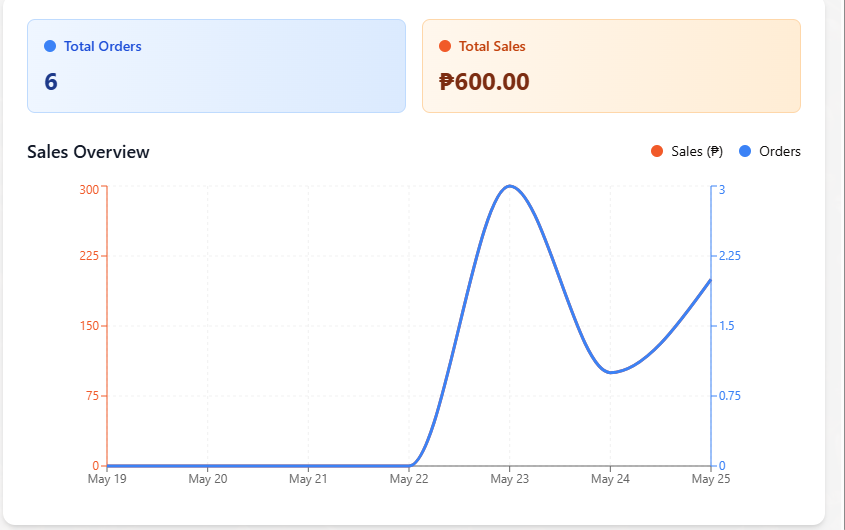 Total Orders
6
Total Sales
₱600.00
Sales Overview
Sales (₱)
Orders
300
225
150
75
0
3
2.25
1.5
0.75
0
May 19
May 20
May 21
May 22
May 23
May 24
May 25